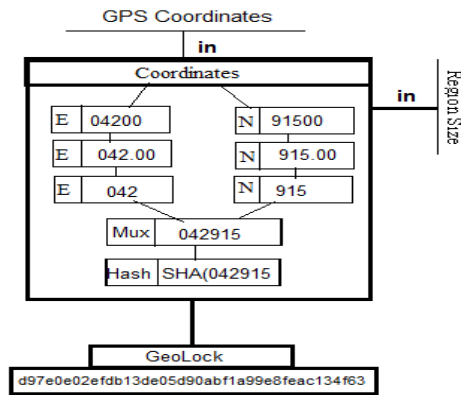 GPS Coordinates
in
Coordinates
in
Region Size
E 04200 N 91500
E 042.00 N 915.00
E 042 N 915
Mux 042915
Hash SHA(042915
GeoLock
d97e0e02efdb13de05d90abf1a99e8feac134f63